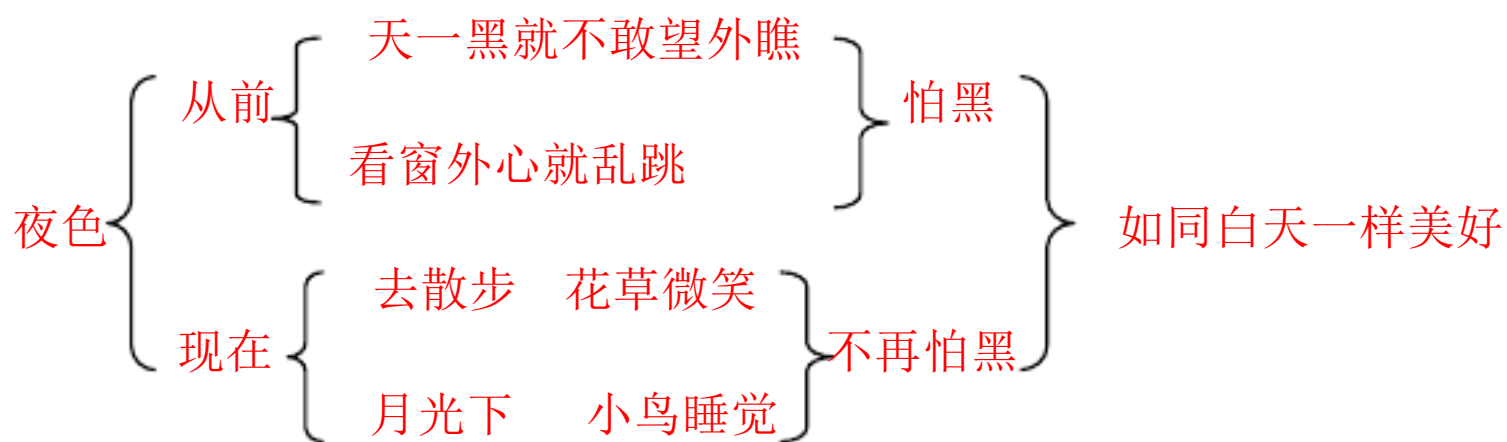 天一黑就不敢望外瞧
从前
怕黑
看窗外心就乱跳
夜色
如同白天一样美好
去散步 花草微笑
现在
不再怕黑
月光下 小鸟睡觉